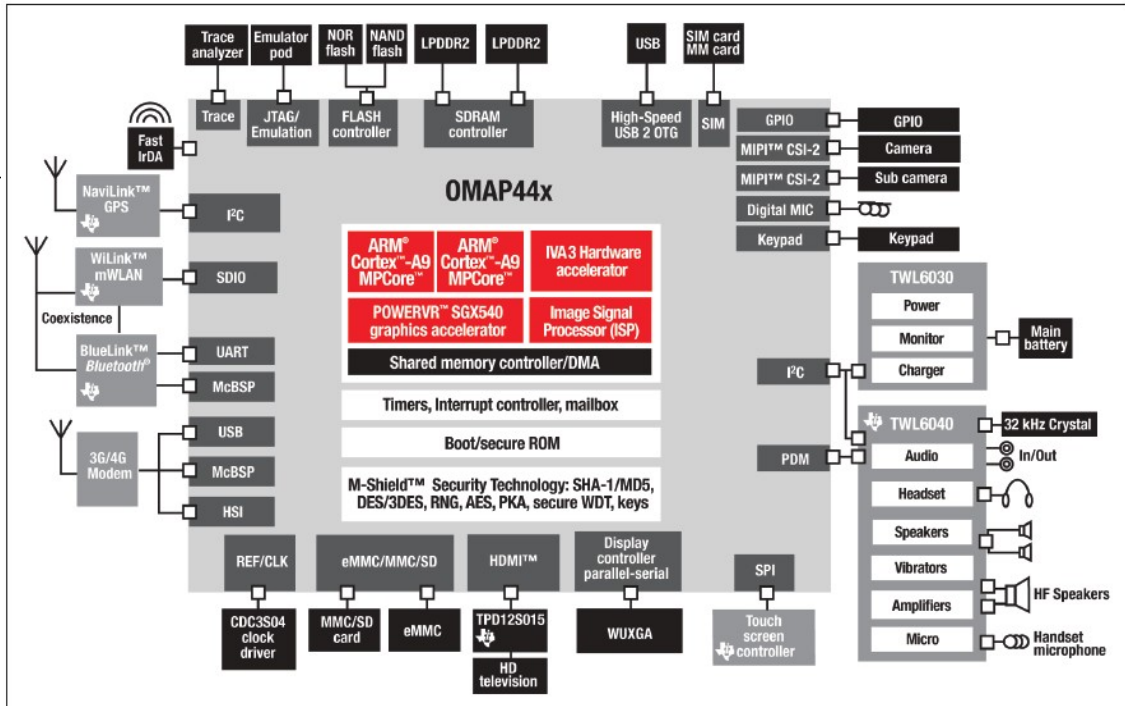 Trace
analyzer
Emulator
pod
NOR
flash
NAND
flash
LPDDR2
LPDDR2
USB
SIM card
MM card
Trace
JTAG/
Emulation
FLASH
controller
SDRAM
controller
High-Speed
USB 2 OTG
SIM
GPIO
GPIO
MIPI™ CSI-2
Camera
MIPI™ CSI-2
Sub camera
Digital MIC
Keypad
Keypad
Fast
IrDA
NaviLink™
GPS
I²C
WiLink™
mWLAN
SDIO
Coexistence
BlueLink™
Bluetooth®
UART
McBSP
3G/4G
Modem
USB
McBSP
HSI
OMAP44x
ARM®
Cortex™-A9
MPCore™
ARM®
Cortex™-A9
MPCore™
IVA3 Hardware
accelerator
POWERVR™ SGX540
graphics accelerator
Image Signal
Processor (ISP)
Shared memory controller/DMA
Timers, Interrupt controller, mailbox
Boot/secure ROM
M-Shield™ Security Technology: SHA-1/MD5,
DES/3DES, RNG, AES, PKA, secure WDT, keys
I²C
PDM
TWL6030
Power
Monitor
Charger
Main
battery
TWL6040
32 kHz Crystal
Audio
In/Out
Headset
Speakers
Vibrators
Amplifiers
HF Speakers
Micro
Handset
microphone
REF/CLK
eMMC/MMC/SD
HDMI™
Display
controller
parallel-serial
SPI
CDC3S04
clock
driver
MMC/SD
card
eMMC
TPD12S015
HD
television
WUXGA
Touch
screen
controller